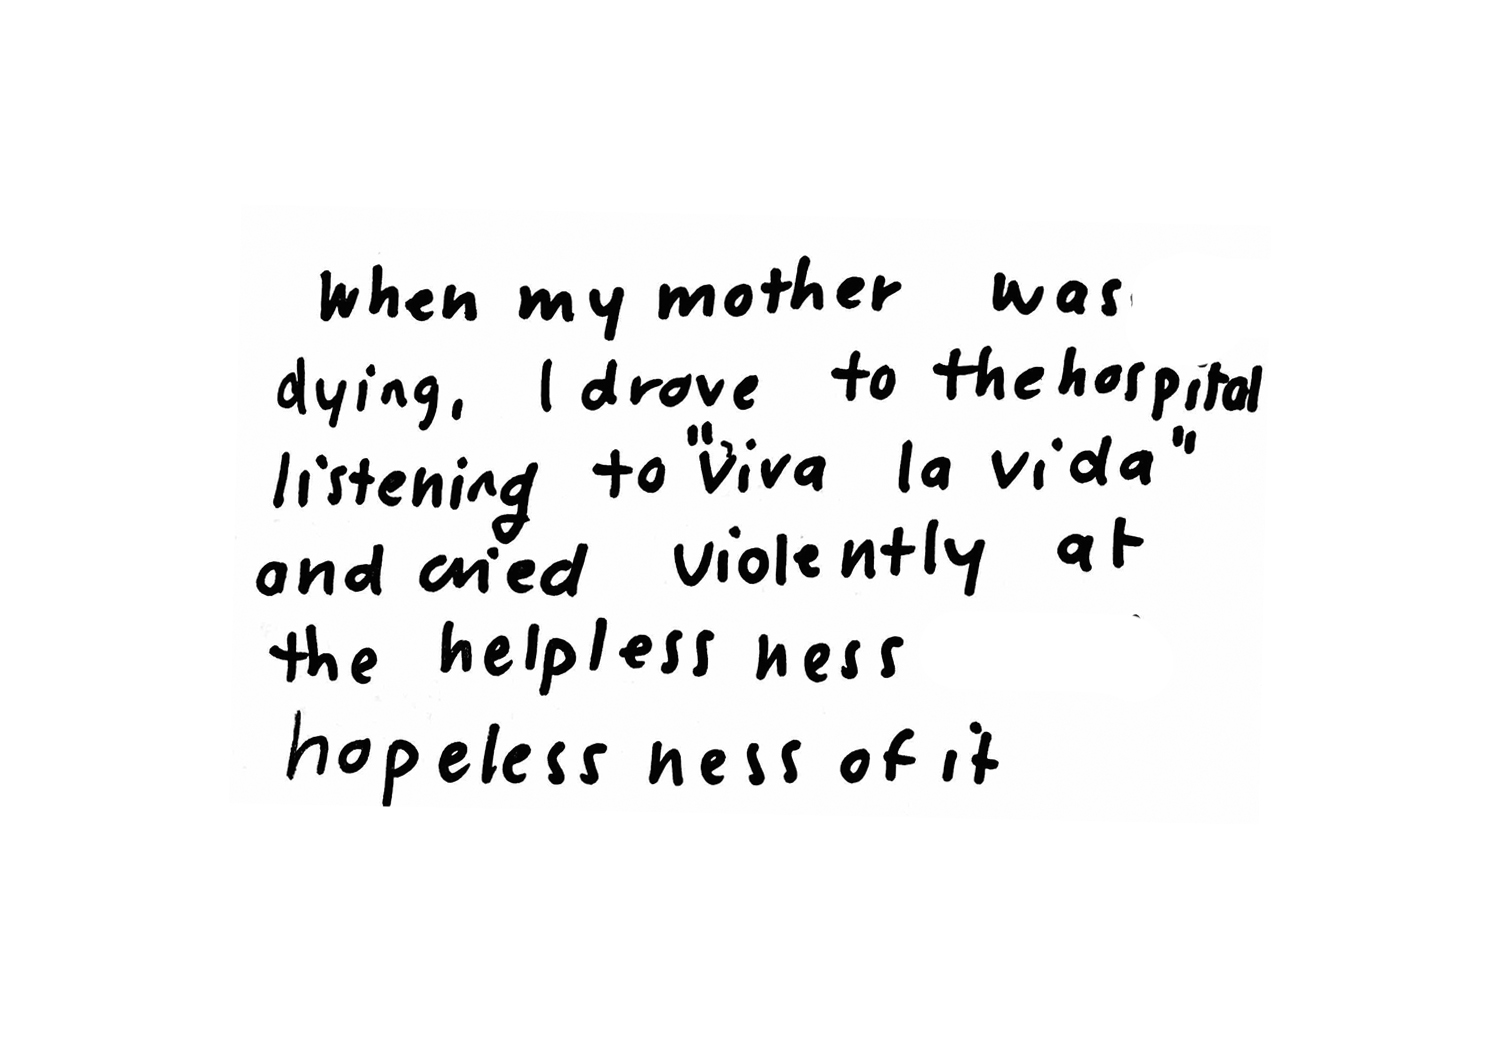 When my mother was
dying, I drove to the hospital
listening to "Viva la vida"
and cried violently at
the helpless ness
hopeless ness of it